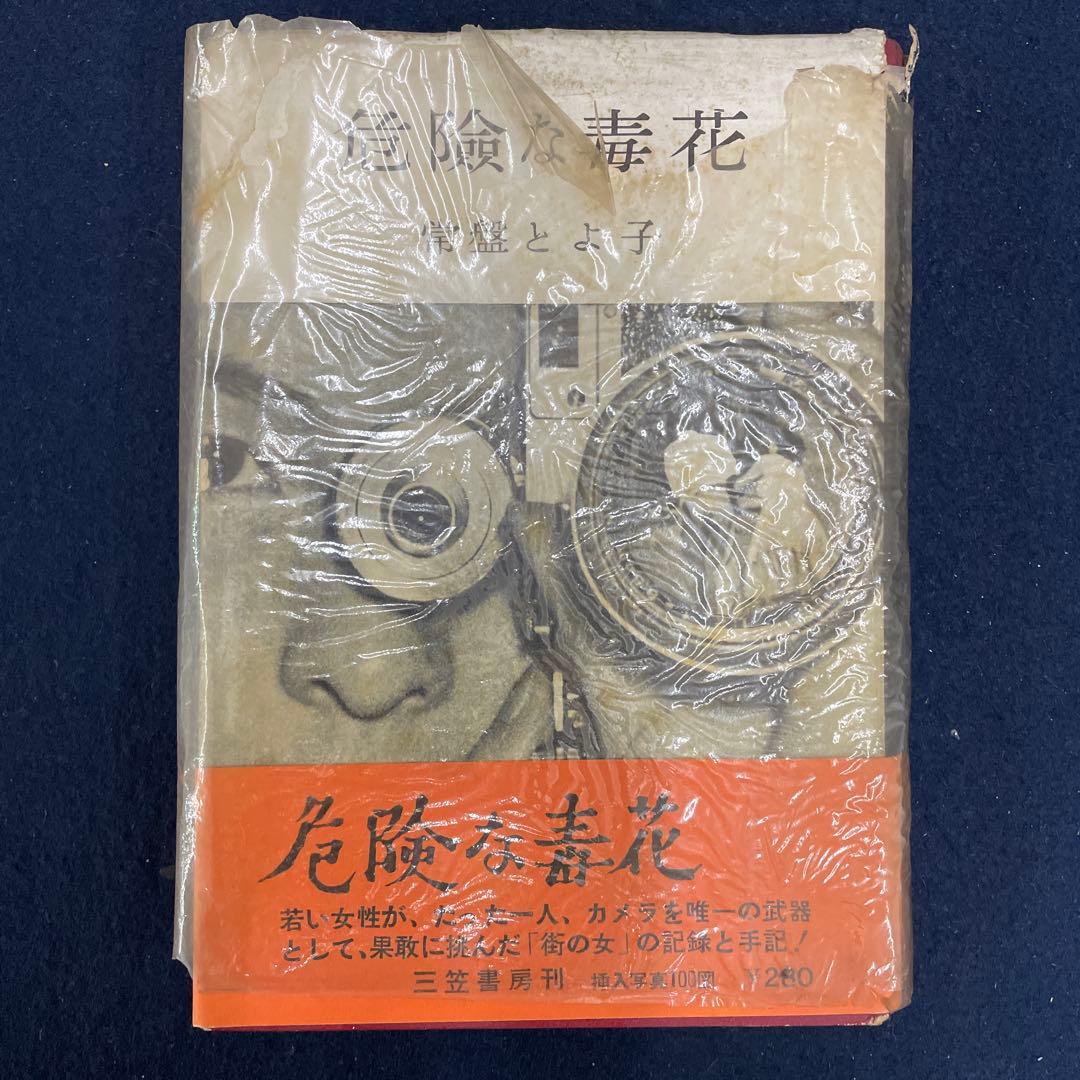 危険な毒花
常盤とよ子
危険な毒花
若い女性が、たった一人、カメラを唯一の武器
として、果敢に挑んだ「街の女」の記録と手記!
三笠書房刊 挿入写真100図 ¥280